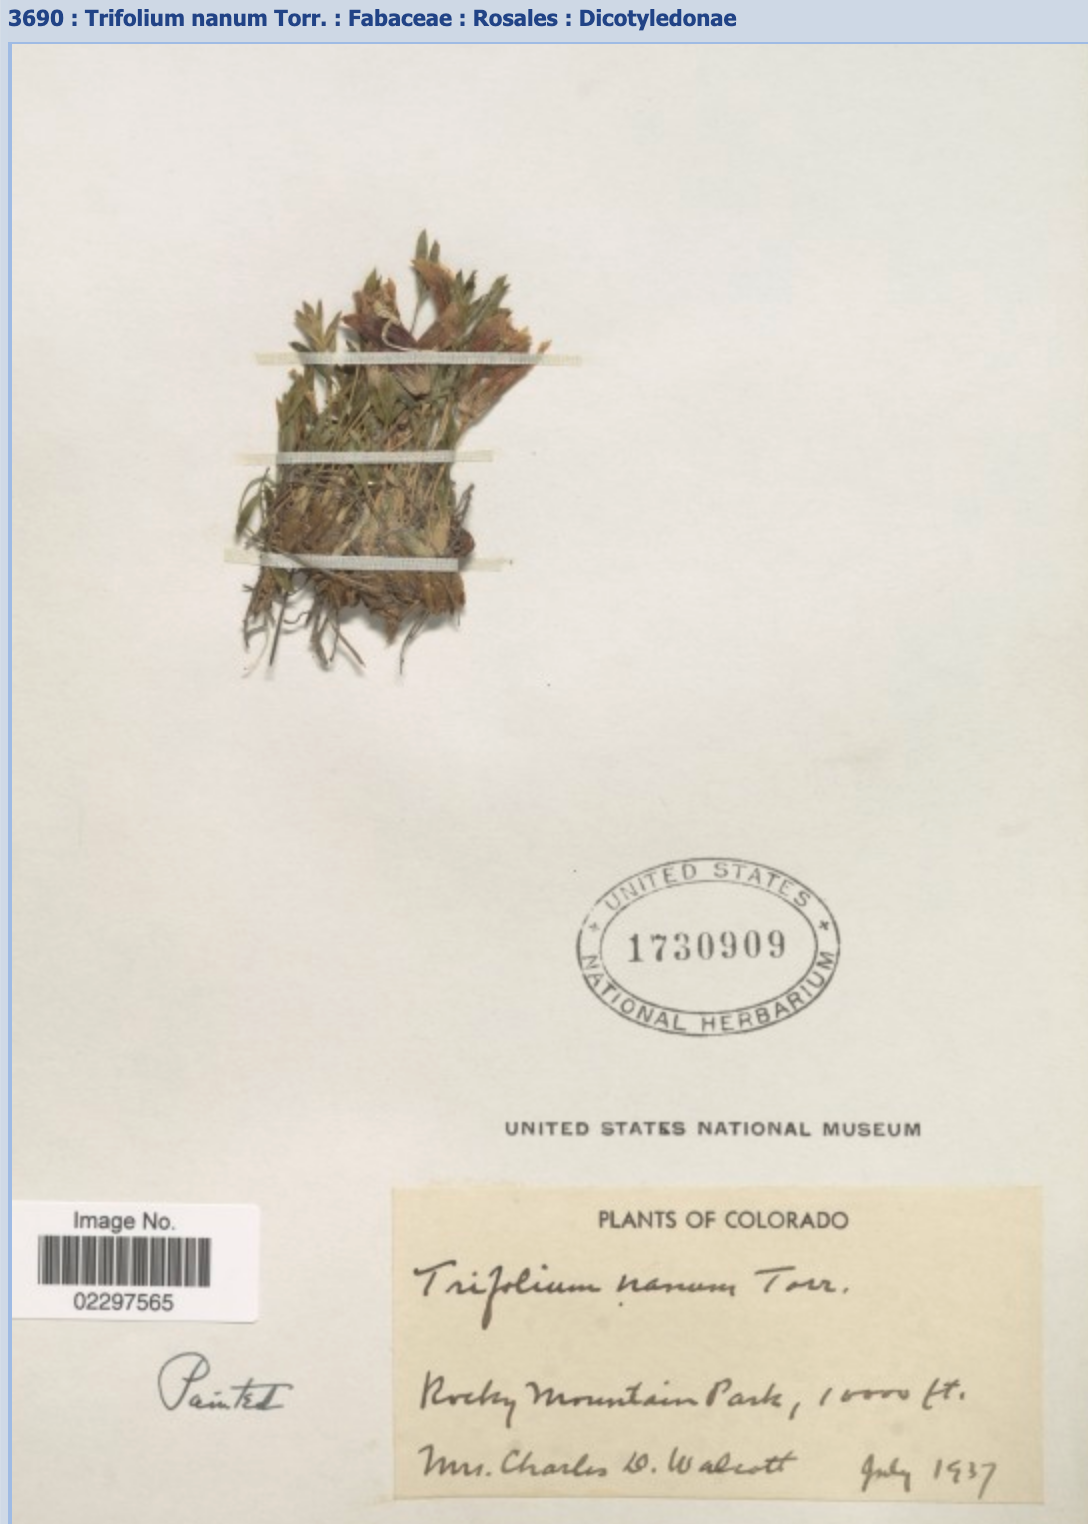 3690 : Trifolium nanum Torr. : Fabaceae : Rosales : Dicotyledonae
UNITED STATES
1730909
NATIONAL HERBARIUM
UNITED STATES NATIONAL MUSEUM
Image No.
02297565
Painted
PLANTS OF COLORADO
Trifolium nanum Torr.
Rocky Mountain Park, 10000 ft.
Mrs. Charles D. Walcott July 1937